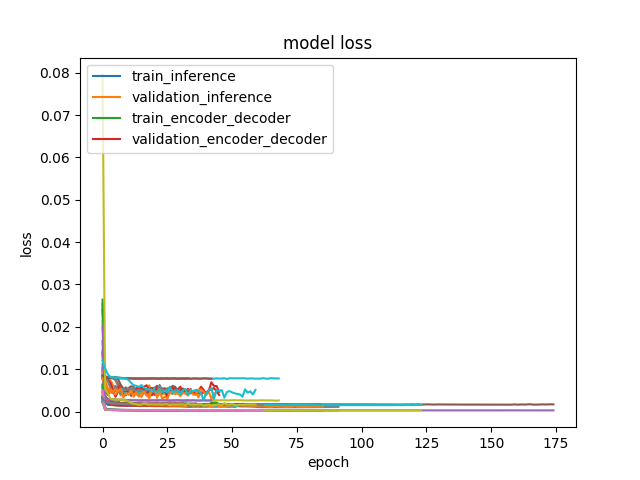 model loss
train_inference
validation_inference
train_encoder_decoder
validation_encoder_decoder
loss
0.08
0.07
0.06
0.05
0.04
0.03
0.02
0.01
0.00
0 25 50 75 100 125 150 175
epoch